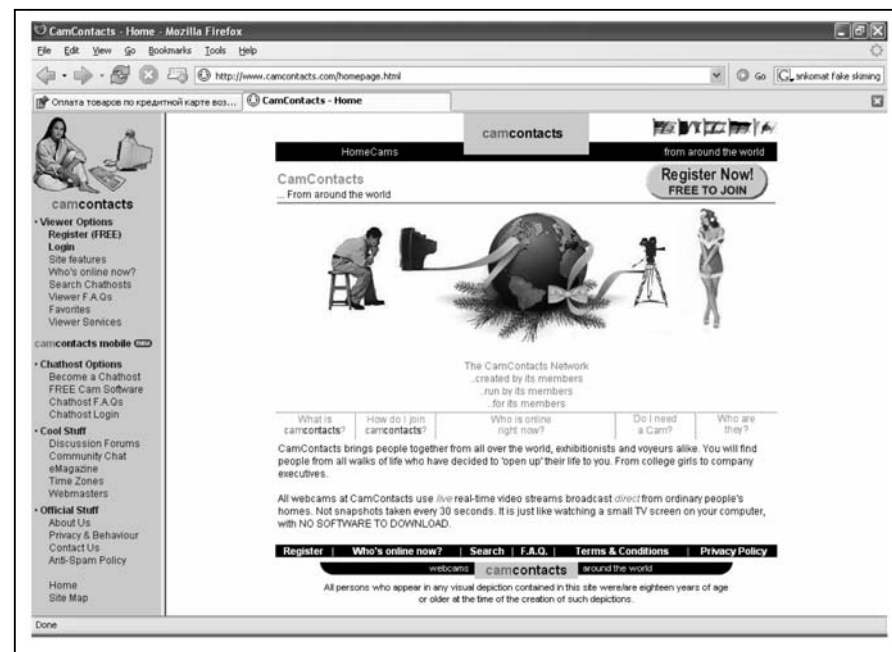 CamContacts - Home - Mozilla Firefox
File Edit View Go Bookmarks Tools Help
http://www.camcontacts.com/homepage.html
Go
ankomat fake skiming
Оплата товаров по кредитной карте воз...
CamContacts - Home
camcontacts
• Viewer Options
Register (FREE)
Login
Site features
Who's online now?
Search Chathosts
Viewer F.A.Qs
Favorites
Viewer Services
camcontacts mobile
• Chathost Options
Become a Chathost
FREE Cam Software
Chathost F.A.Qs
Chathost Login
• Cool Stuff
Discussion Forums
Community Chat
eMagazine
Time Zones
Webmasters
• Official Stuff
About Us
Privacy & Behaviour
Contact Us
Anti-Spam Policy
Home
Site Map
camcontacts
HomeCams
from around the world
CamContacts
... From around the world
Register Now!
FREE TO JOIN
The CamContacts Network
..created by its members
..run by its members
..for its members
What is
camcontacts?
How do I join
camcontacts?
Who is online
right now?
Do I need
a Cam?
Who are
they?
CamContacts brings people together from all over the world, exhibitionists and voyeurs alike. You will find
people from all walks of life who have decided to 'open up' their life to you. From college girls to company
executives.
All webcams at CamContacts use live real-time video streams broadcast direct from ordinary people's
homes. Not snapshots taken every 30 seconds. It is just like watching a small TV screen on your computer,
with NO SOFTWARE TO DOWNLOAD.
Register | Who's online now? | Search | F.A.Q. | Terms & Conditions | Privacy Policy
webcams camcontacts around the world
All persons who appear in any visual depiction contained in this site were/are eighteen years of age
or older at the time of the creation of such depictions.
Done